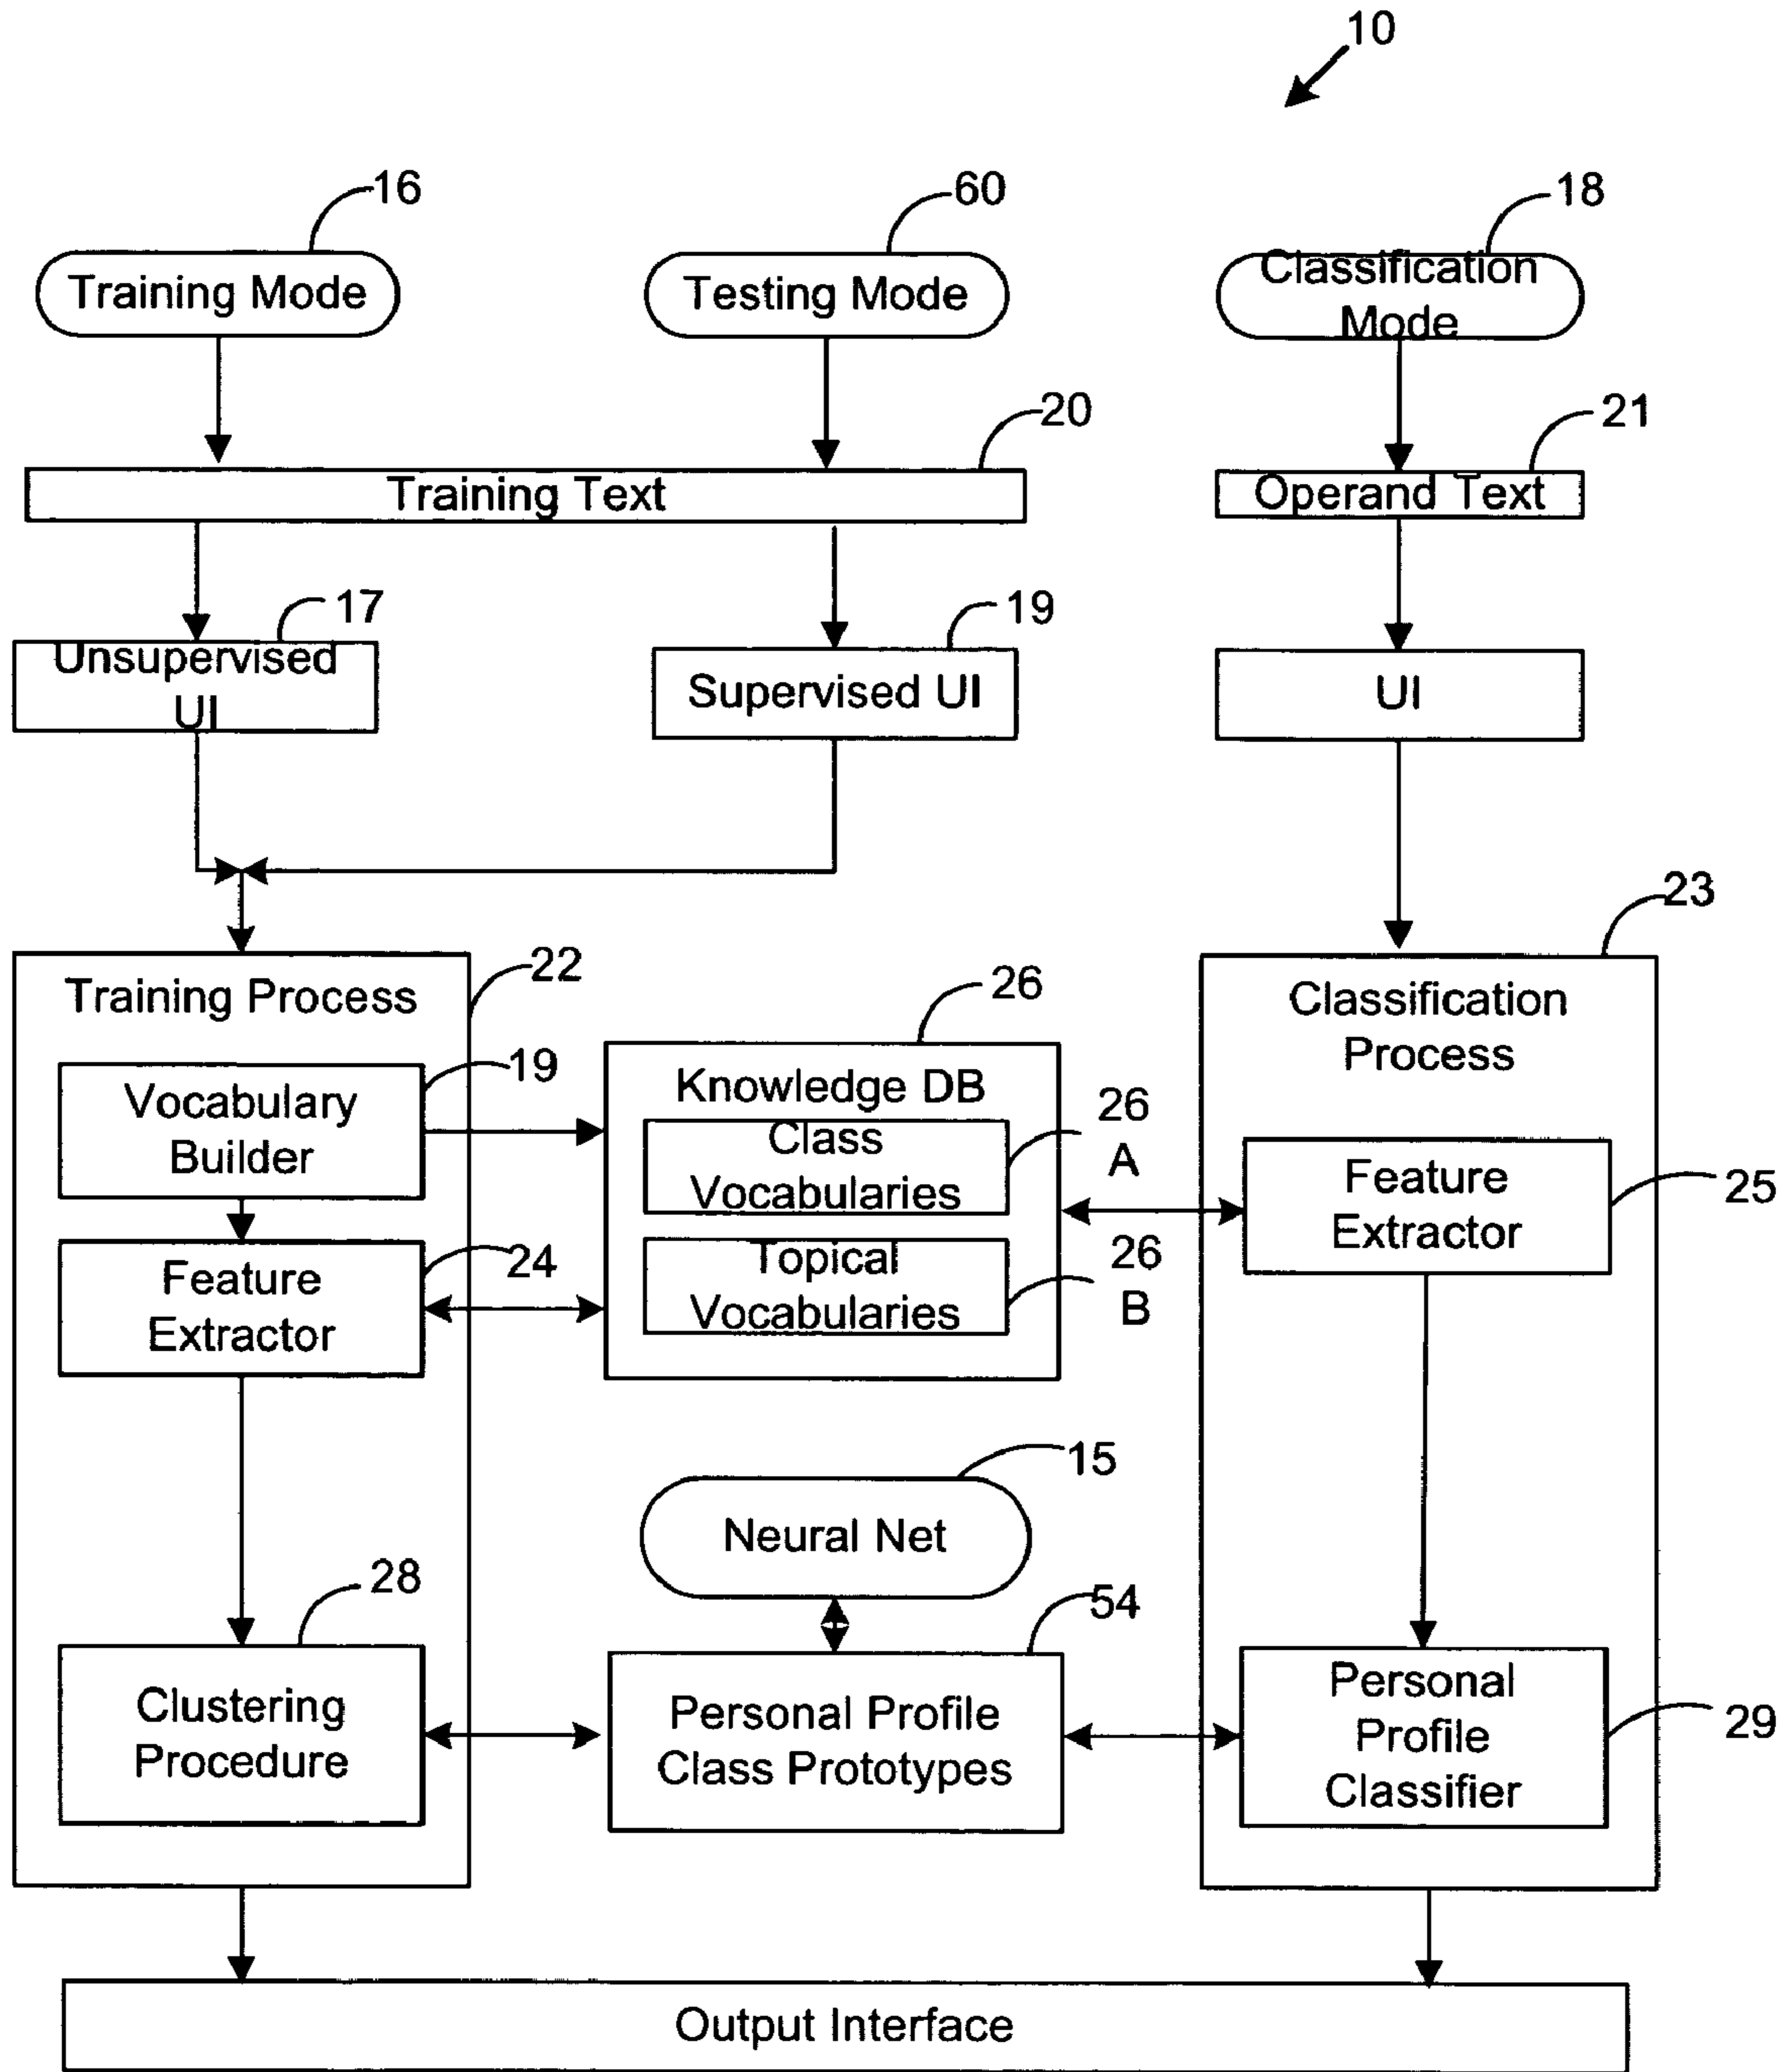 10
16
60
18
Training Mode
Testing Mode
Classification
Mode
20
21
Training Text
Operand Text
17
19
Unsupervised
UI
Supervised UI
UI
23
22
Training Process
26
Classification
Process
19
Vocabulary
Builder
Knowledge DB
26
A
Class
Vocabularies
Feature
Extractor
25
24
Feature
Extractor
Topical
Vocabularies
26
B
15
Neural Net
28
54
Clustering
Procedure
Personal Profile
Class Prototypes
Personal
Profile
Classifier
29
Output Interface